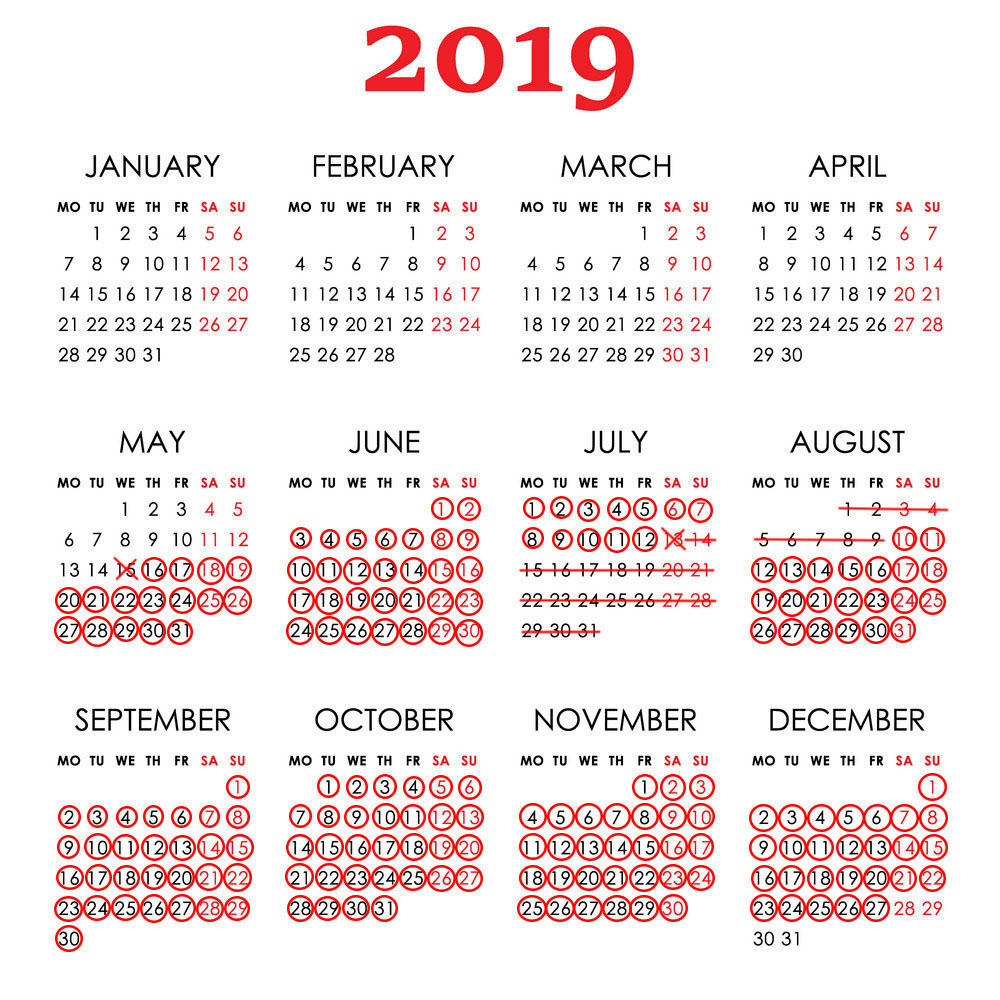 2019
JANUARY
MO TU WE TH FR SA SU
1 2 3 4 5 6
7 8 9 10 11 12 13
14 15 16 17 18 19 20
21 22 23 24 25 26 27
28 29 30 31
FEBRUARY
MO TU WE TH FR SA SU
1 2 3
4 5 6 7 8 9 10
11 12 13 14 15 16 17
18 19 20 21 22 23 24
25 26 27 28
MARCH
MO TU WE TH FR SA SU
1 2 3
4 5 6 7 8 9 10
11 12 13 14 15 16 17
18 19 20 21 22 23 24
25 26 27 28 29 30 31
APRIL
MO TU WE TH FR SA SU
1 2 3 4 5 6 7
8 9 10 11 12 13 14
15 16 17 18 19 20 21
22 23 24 25 26 27 28
29 30
MAY
MO TU WE TH FR SA SU
1 2 3 4 5
6 7 8 9 10 11 12
13 14 15 16 17 18 19
20 21 22 23 24 25 26
27 28 29 30 31
JUNE
MO TU WE TH FR SA SU
1 2
3 4 5 6 7 8 9
10 11 12 13 14 15 16
17 18 19 20 21 22 23
24 25 26 27 28 29 30
JULY
MO TU WE TH FR SA SU
1 2 3 4 5 6 7
8 9 10 11 12 13 14
15 16 17 18 19 20 21
22 23 24 25 26 27 28
29 30 31
AUGUST
MO TU WE TH FR SA SU
1 2 3 4
5 6 7 8 9 10 11
12 13 14 15 16 17 18
19 20 21 22 23 24 25
26 27 28 29 30 31
SEPTEMBER
MO TU WE TH FR SA SU
1
2 3 4 5 6 7 8
9 10 11 12 13 14 15
16 17 18 19 20 21 22
23 24 25 26 27 28 29
30
OCTOBER
MO TU WE TH FR SA SU
1 2 3 4 5 6
7 8 9 10 11 12 13
14 15 16 17 18 19 20
21 22 23 24 25 26 27
28 29 30 31
NOVEMBER
MO TU WE TH FR SA SU
1 2 3
4 5 6 7 8 9 10
11 12 13 14 15 16 17
18 19 20 21 22 23 24
25 26 27 28 29 30
DECEMBER
MO TU WE TH FR SA SU
1
2 3 4 5 6 7 8
9 10 11 12 13 14 15
16 17 18 19 20 21 22
23 24 25 26 27 28 29
30 31